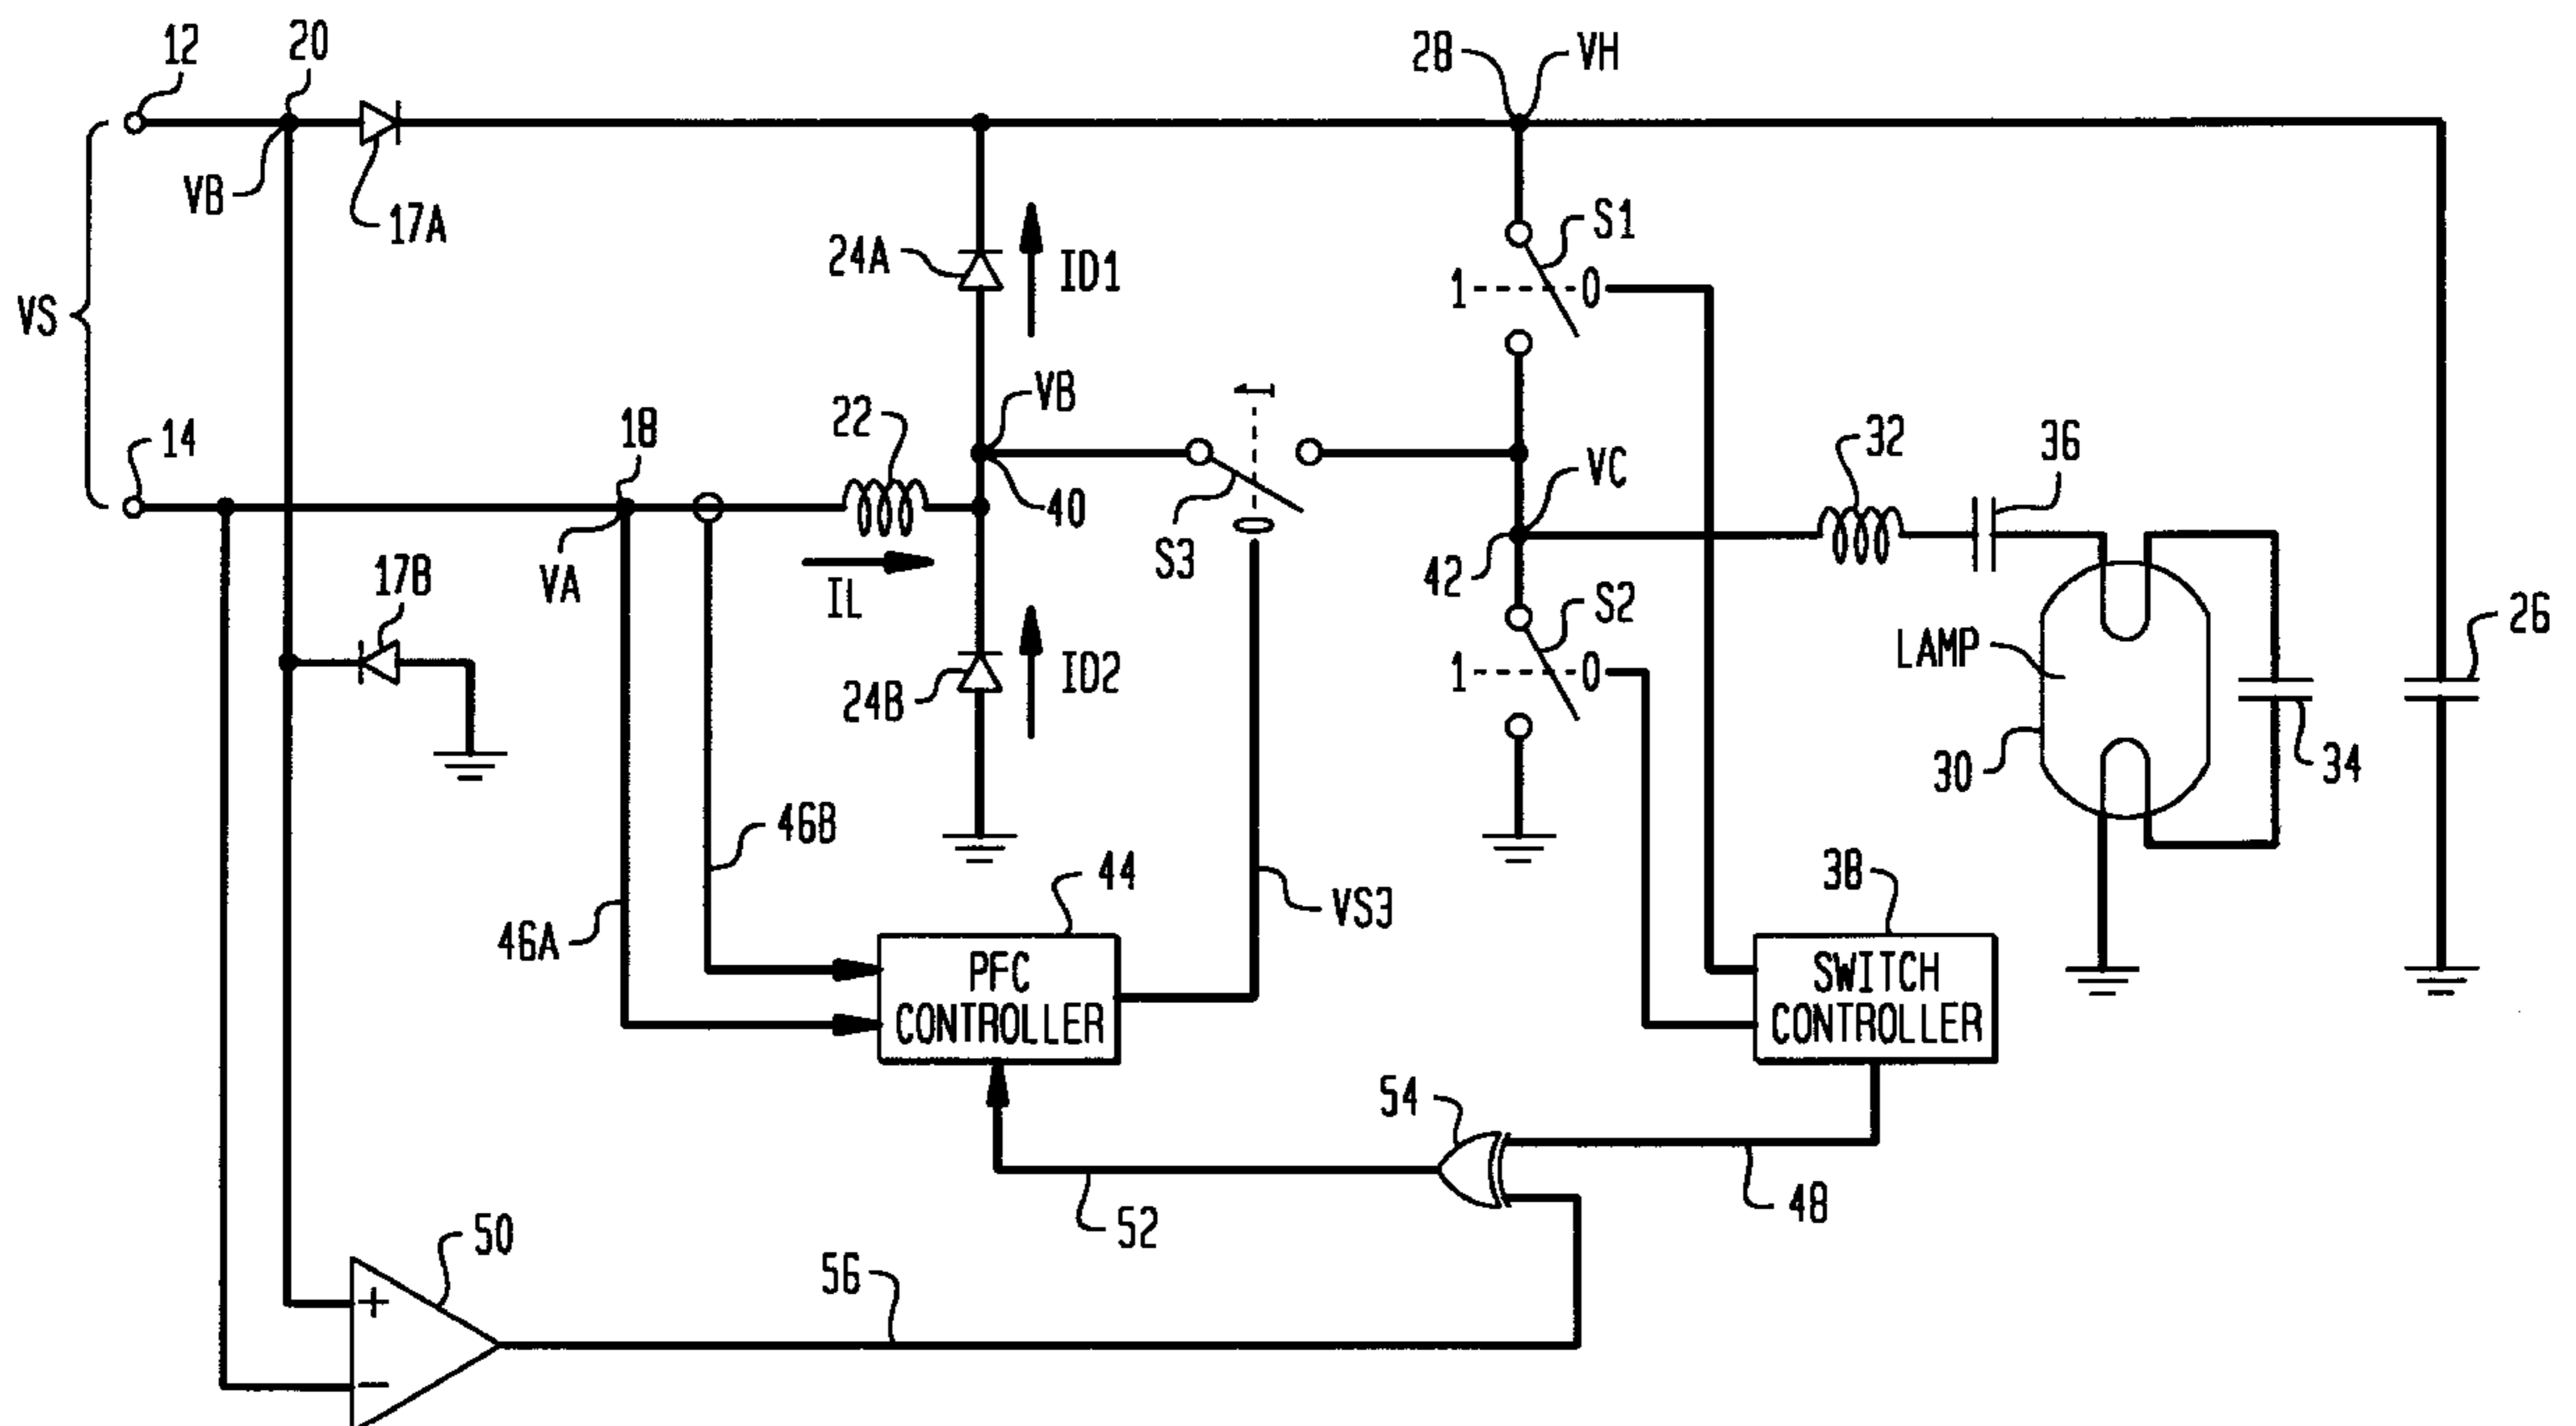 12
20
28
VH
VB
17A
S1
24A
ID1
1
0
VS
VB
1
22
14
18
32
36
VC
40
S3
0
42
VA
17B
IL
S2
26
LAMP
24B
ID2
1
0
30
34
46B
44
38
VS3
46A
PFC
CONTROLLER
SWITCH
CONTROLLER
54
48
52
50
56
+
−